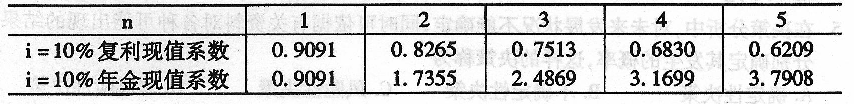 n 1 2 3 4 5
i=10%复利现值系数 0.9091 0.8265 0.7513 0.6830 0.6209
i=10%年金现值系数 0.9091 1.7355 2.4869 3.1699 3.7908